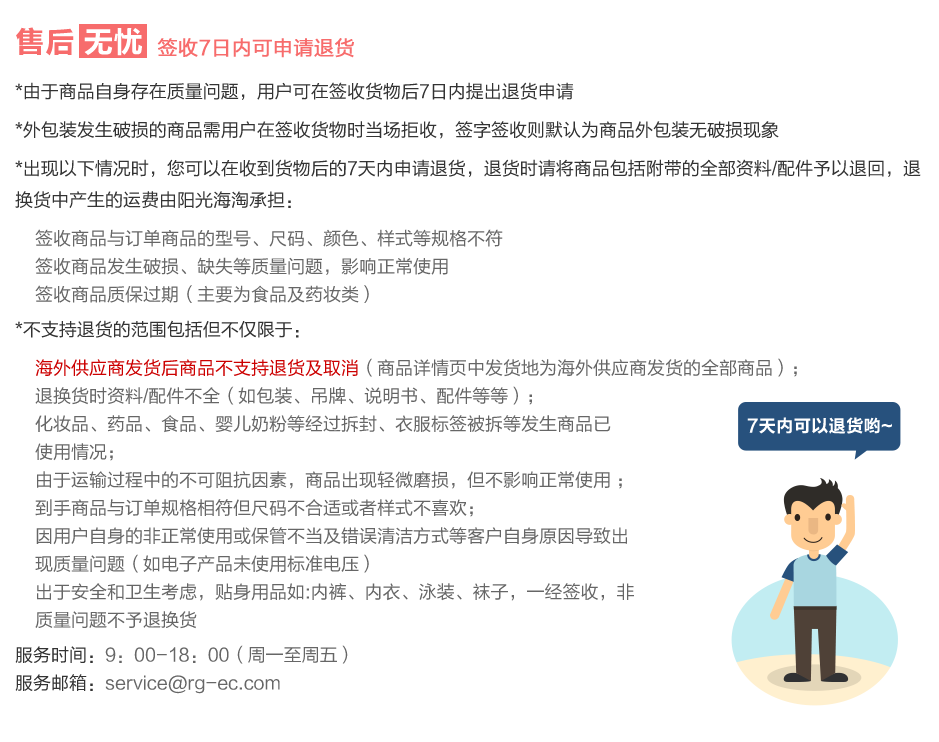 售后 无忧 签收7日内可申请退货
*由于商品自身存在质量问题，用户可在签收货物后7日内提出退货申请
*外包装发生破损的商品需用户在签收货物时当场拒收，签字签收则默认为商品外包装无破损现象
*出现以下情况时，您可以在收到货物后的7天内申请退货，退货时请将商品包括附带的全部资料/配件予以退回，退
换货中产生的运费由阳光海淘承担：
签收商品与订单商品的型号、尺码、颜色、样式等规格不符
签收商品发生破损、缺失等质量问题，影响正常使用
签收商品质保过期（主要为食品及药妆类）
*不支持退货的范围包括但不仅限于：
海外供应商发货后商品不支持退货及取消（商品详情页中发货地为海外供应商发货的全部商品）；
退换货时资料/配件不全（如包装、吊牌、说明书、配件等等）；
化妆品、药品、食品、婴儿奶粉等经过拆封、衣服标签被拆等发生商品已
使用情况；
由于运输过程中的不可阻抗因素，商品出现轻微磨损，但不影响正常使用；
到手商品与订单规格相符但尺码不合适或者样式不喜欢；
因用户自身的非正常使用或保管不当及错误清洁方式等客户自身原因导致出
现质量问题（如电子产品未使用标准电压）
出于安全和卫生考虑，贴身用品如:内裤、内衣、泳装、袜子，一经签收，非
质量问题不予退换货
7天内可以退货哟~
服务时间：9：00-18：00（周一至周五）
服务邮箱：service@rg-ec.com